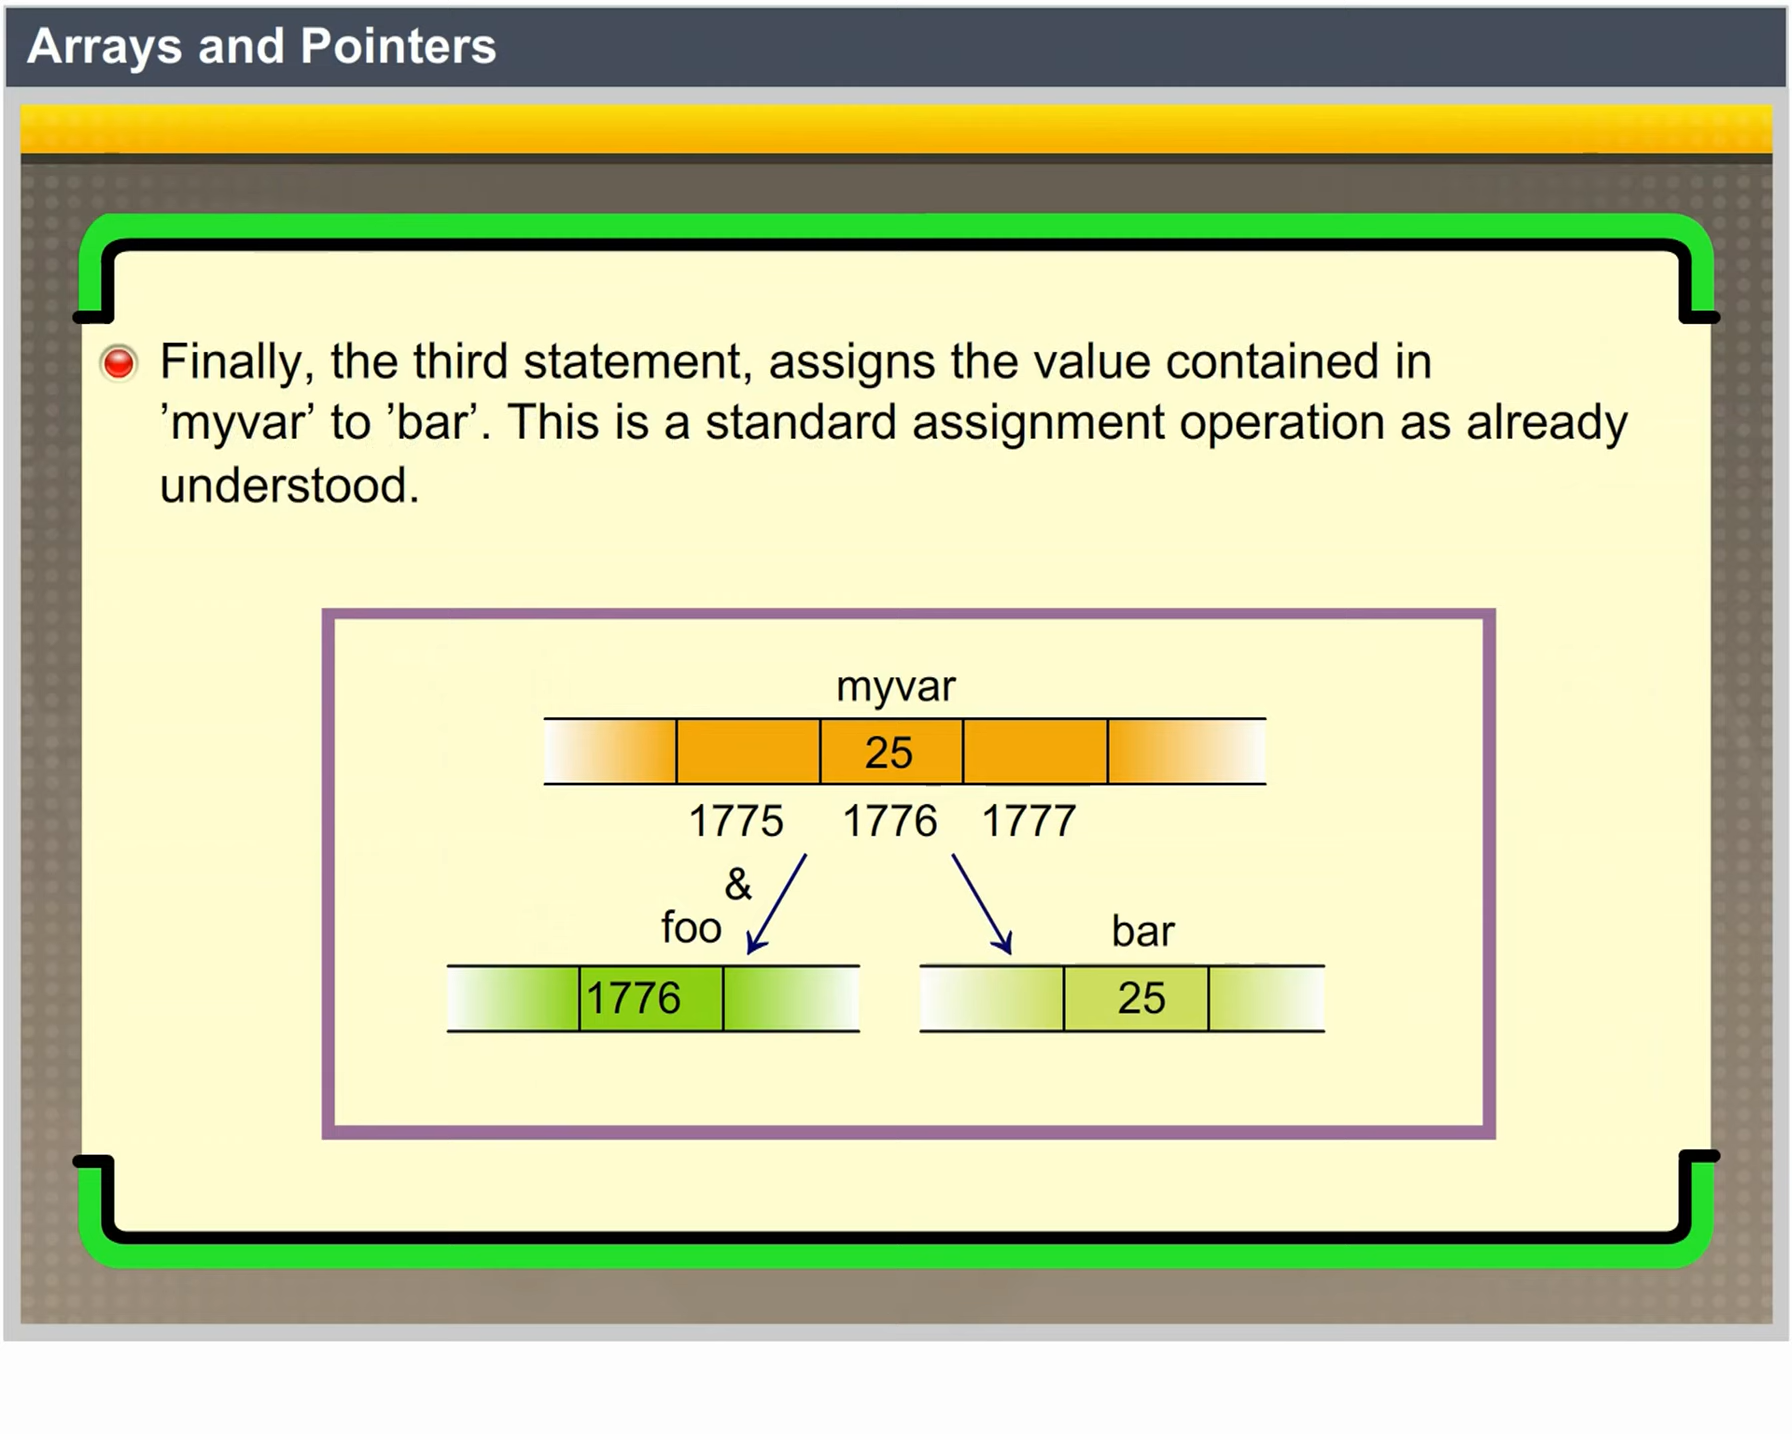 Arrays and Pointers
Finally, the third statement, assigns the value contained in
’myvar’ to ’bar’. This is a standard assignment operation as already
understood.
myvar
25
1775 1776 1777
&
foo bar
1776 25